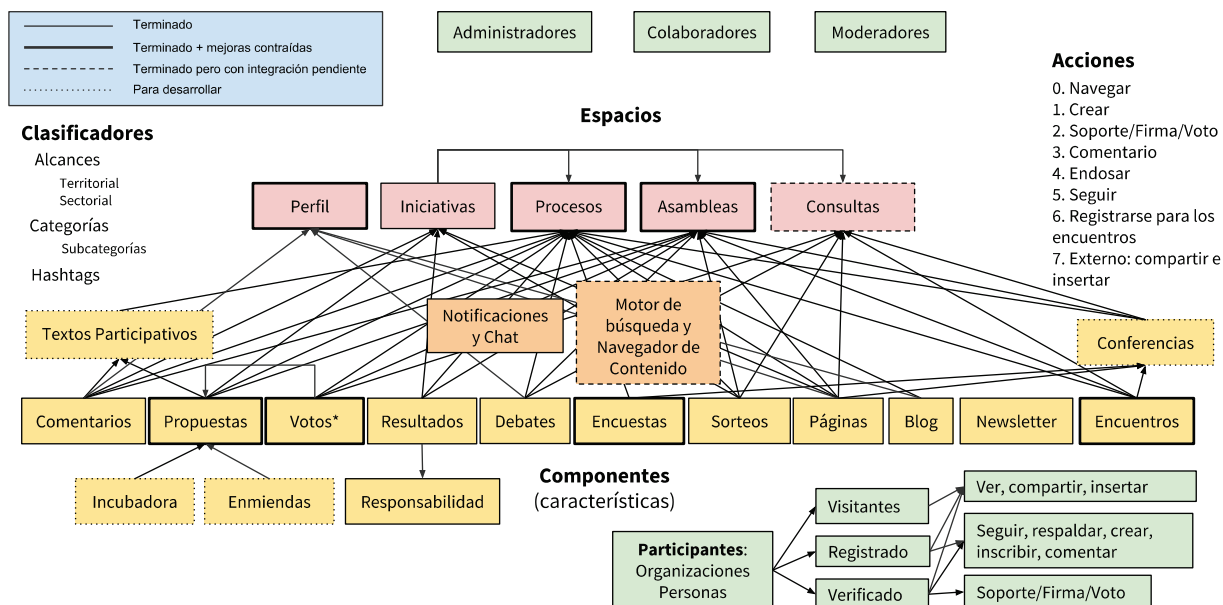 Terminado
Terminado + mejoras contraídas
Terminado pero con integración pendiente
Para desarrollar
Administradores
Colaboradores
Moderadores
Acciones
0. Navegar
1. Crear
2. Soporte/Firma/Voto
3. Comentario
4. Endosar
5. Seguir
6. Registrarse para los
encuentros
7. Externo: compartir e
insertar
Clasificadores
Alcances
Territorial
Sectorial
Categorías
Subcategorías
Hashtags
Espacios
Perfil
Iniciativas
Procesos
Asambleas
Consultas
Notificaciones
y Chat
Motor de
búsqueda y
Navegador de
Contenido
Textos Participativos
Conferencias
Comentarios
Propuestas
Votos*
Resultados
Debates
Encuestas
Sorteos
Páginas
Blog
Newsletter
Encuentros
Incubadora
Enmiendas
Responsabilidad
Componentes
(características)
Participantes:
Organizaciones
Personas
Visitantes
Registrado
Verificado
Ver, compartir, insertar
Seguir, respaldar, crear,
inscribir, comentar
Soporte/Firma/Voto